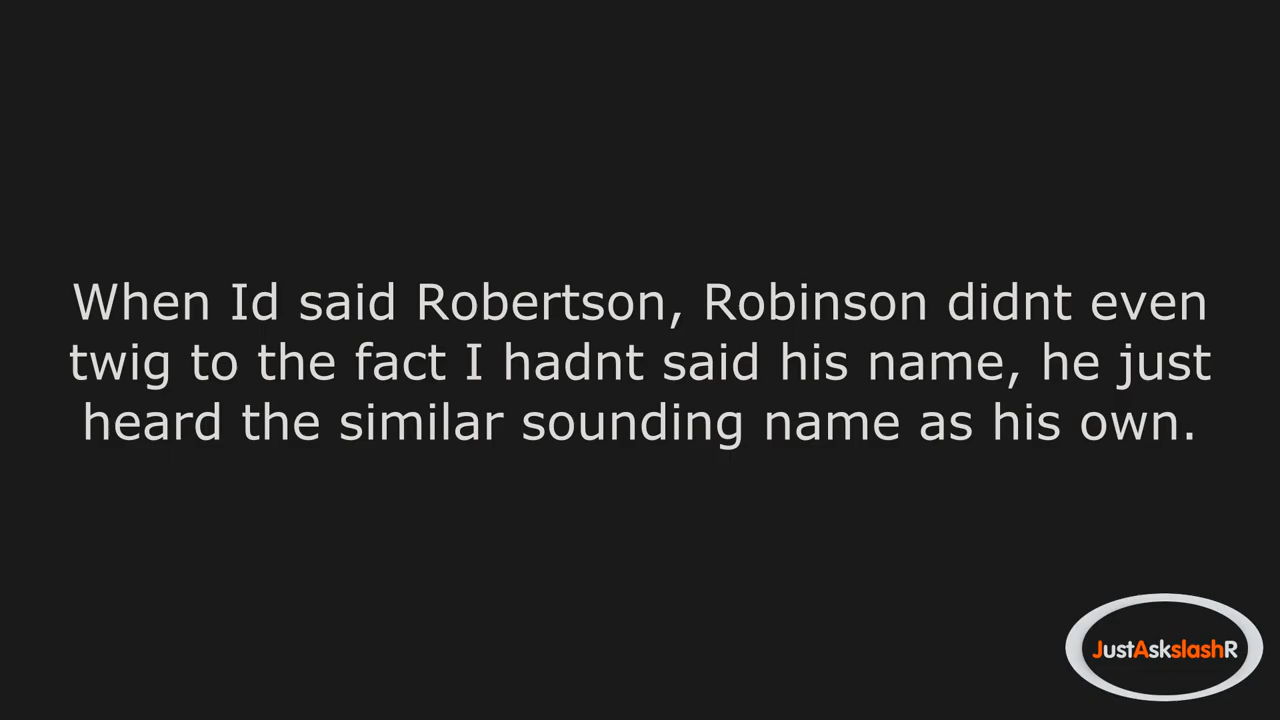 When Id said Robertson, Robinson didnt even
twig to the fact I hadnt said his name, he just
heard the similar sounding name as his own.
JustAskslashR